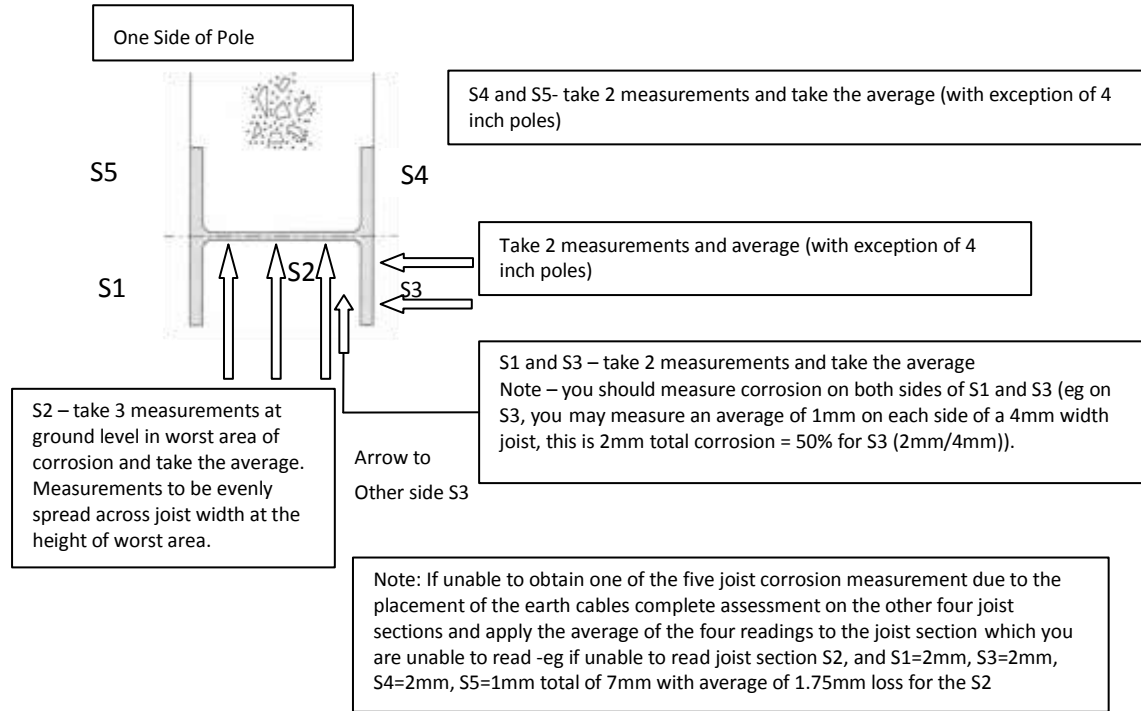 One Side of Pole
S4 and S5- take 2 measurements and take the average (with exception of 4
inch poles)
S5
S4
Take 2 measurements and average (with exception of 4
inch poles)
S2
S1
S3
S1 and S3 – take 2 measurements and take the average
Note – you should measure corrosion on both sides of S1 and S3 (eg on
S3, you may measure an average of 1mm on each side of a 4mm width
joist, this is 2mm total corrosion = 50% for S3 (2mm/4mm)).
S2 – take 3 measurements at
ground level in worst area of
corrosion and take the average.
Measurements to be evenly
spread across joist width at the
height of worst area.
Arrow to
Other side S3
Note: If unable to obtain one of the five joist corrosion measurement due to the
placement of the earth cables complete assessment on the other four joist
sections and apply the average of the four readings to the joist section which you
are unable to read -eg if unable to read joist section S2, and S1=2mm, S3=2mm,
S4=2mm, S5=1mm total of 7mm with average of 1.75mm loss for the S2